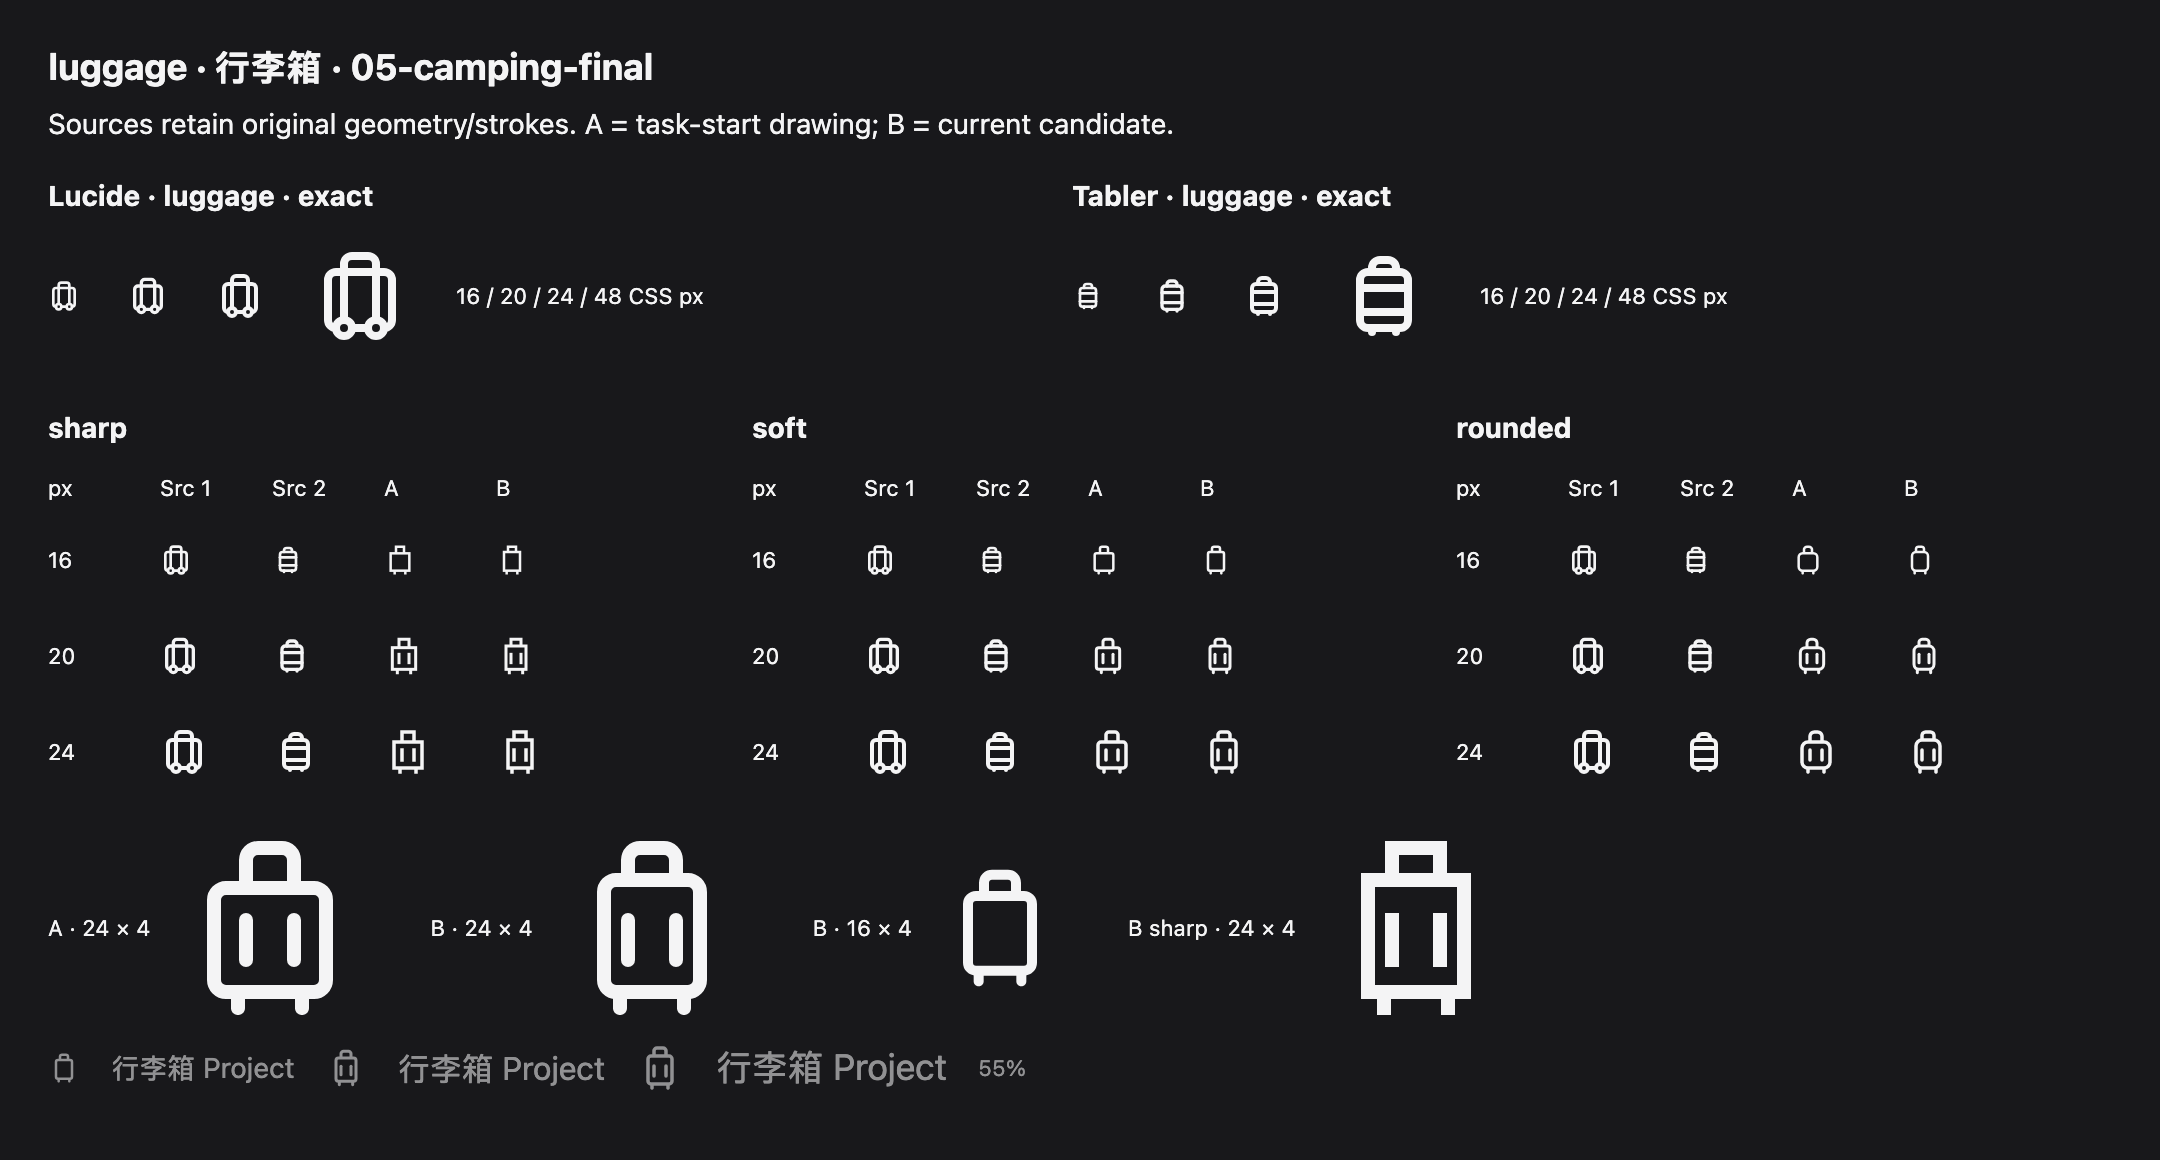 luggage · 行李箱 · 05-camping-final
Sources retain original geometry/strokes. A = task-start drawing; B = current candidate.
Lucide · luggage · exact
16 / 20 / 24 / 48 CSS px
Tabler · luggage · exact
16 / 20 / 24 / 48 CSS px
sharp
px Src 1 Src 2 A B
16
20
24
soft
px Src 1 Src 2 A B
16
20
24
rounded
px Src 1 Src 2 A B
16
20
24
A · 24 × 4
B · 24 × 4
B · 16 × 4
B sharp · 24 × 4
行李箱 Project 行李箱 Project 行李箱 Project 55%